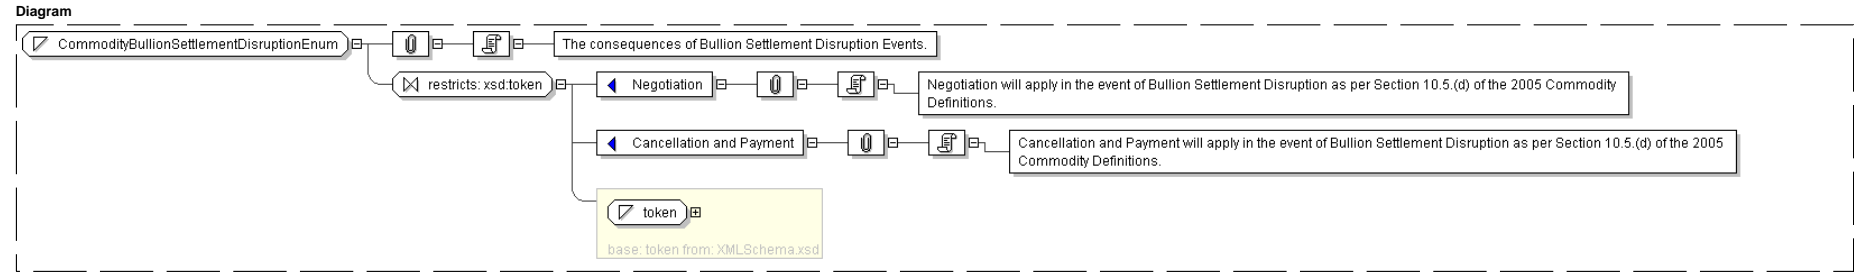 Diagram
CommodityBullionSettlementDisruptionEnum
The consequences of Bullion Settlement Disruption Events.
restricts: xsd:token
Negotiation
Negotiation will apply in the event of Bullion Settlement Disruption as per Section 10.5.(d) of the 2005 Commodity
Definitions.
Cancellation and Payment
Cancellation and Payment will apply in the event of Bullion Settlement Disruption as per Section 10.5.(d) of the 2005
Commodity Definitions.
token
base: token from: XMLSchema.xsd